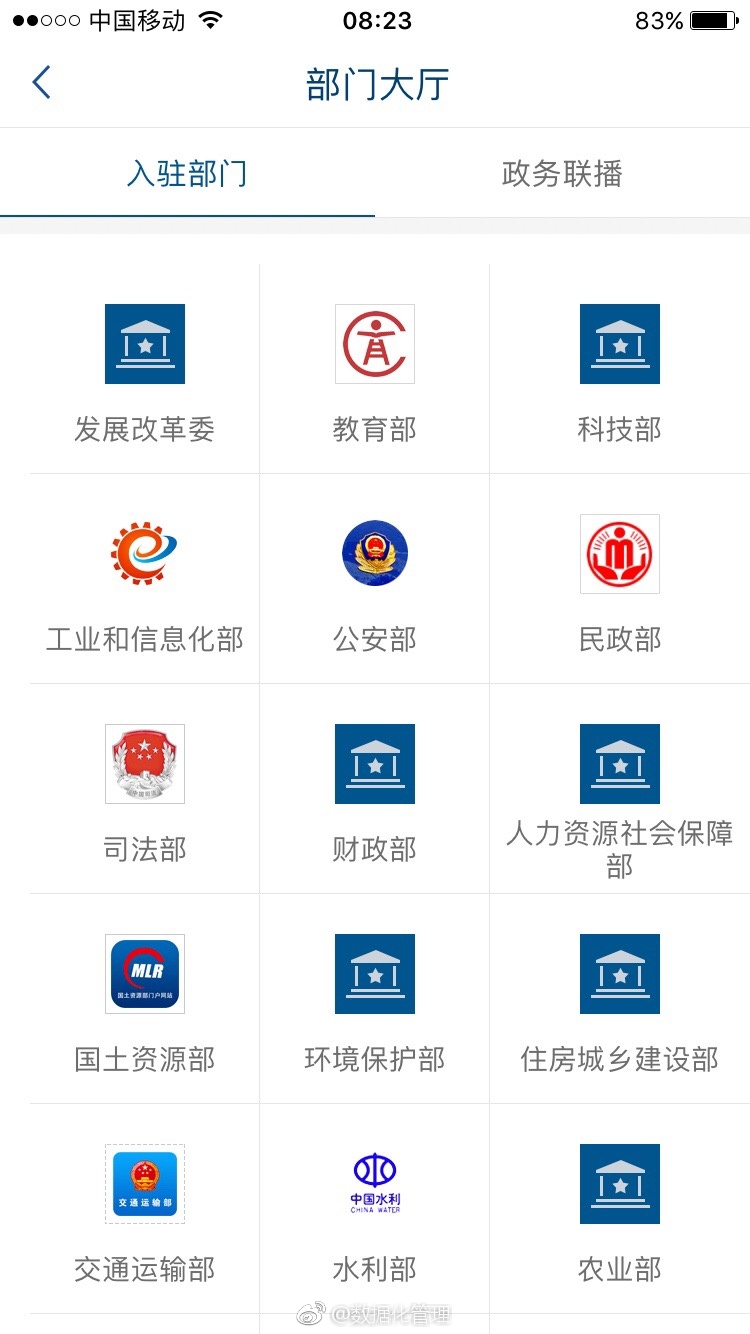 中国移动 08:23 83%
部门大厅
入驻部门 政务联播
发展改革委 教育部 科技部
工业和信息化部 公安部 民政部
中国司法
司法部 财政部 人力资源社会保障
部
MLR
国土资源部门户网站
国土资源部 环境保护部 住房城乡建设部
交通运输部 中国水利
CHINA WATER
交通运输部 水利部 农业部
@数据化管理